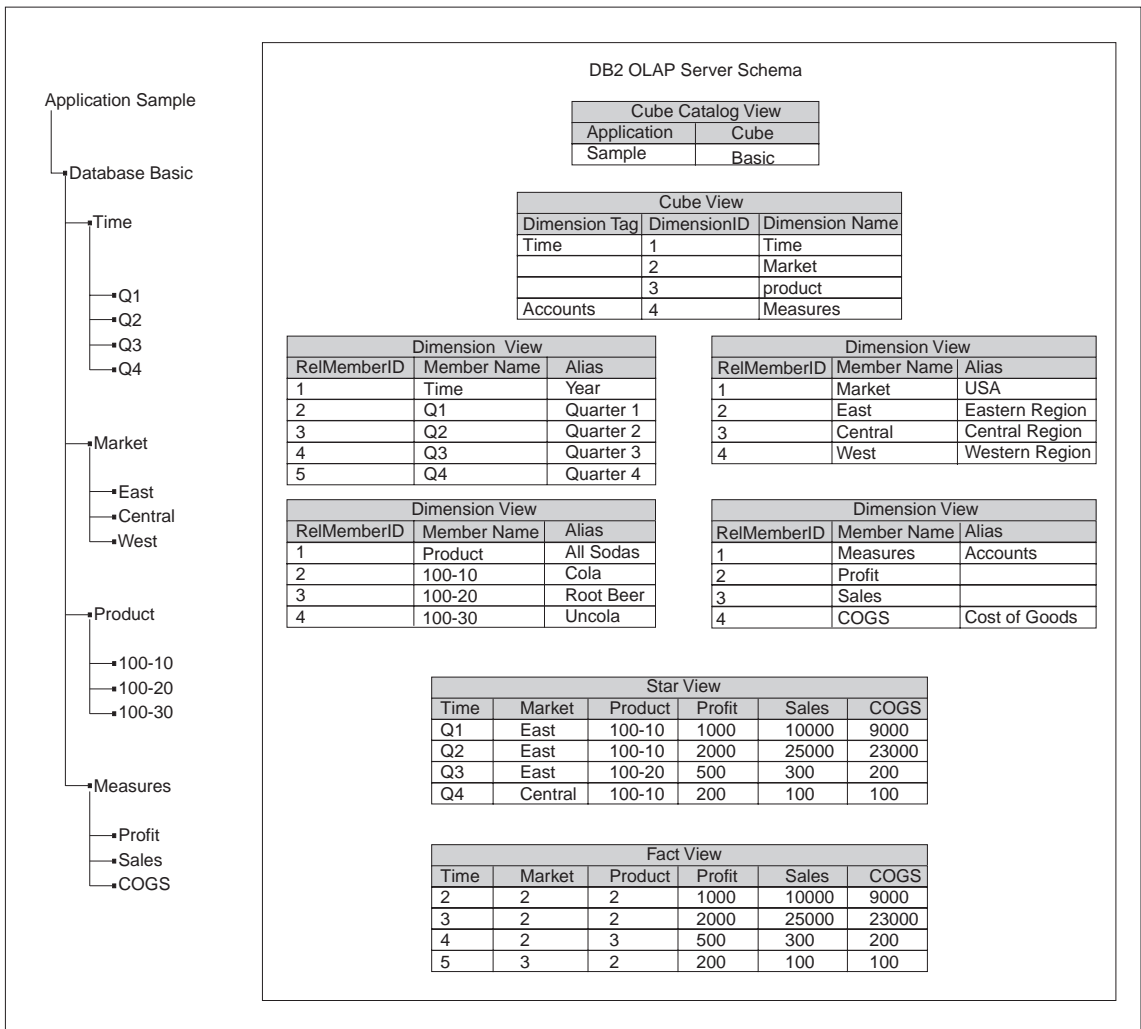 Application Sample
Database Basic
Time
Q1
Q2
Q3
Q4
Market
East
Central
West
Product
100-10
100-20
100-30
Measures
Profit
Sales
COGS
DB2 OLAP Server Schema
Cube Catalog View
Application Cube
Sample Basic
Cube View
Dimension Tag DimensionID Dimension Name
Time 1 Time
2 Market
3 product
Accounts 4 Measures
Dimension View
RelMemberID Member Name Alias
1 Time Year
2 Q1 Quarter 1
3 Q2 Quarter 2
4 Q3 Quarter 3
5 Q4 Quarter 4
Dimension View
RelMemberID Member Name Alias
1 Market USA
2 East Eastern Region
3 Central Central Region
4 West Western Region
Dimension View
RelMemberID Member Name Alias
1 Product All Sodas
2 100-10 Cola
3 100-20 Root Beer
4 100-30 Uncola
Dimension View
RelMemberID Member Name Alias
1 Measures Accounts
2 Profit
3 Sales
4 COGS Cost of Goods
Star View
Time Market Product Profit Sales COGS
Q1 East 100-10 1000 10000 9000
Q2 East 100-10 2000 25000 23000
Q3 East 100-20 500 300 200
Q4 Central 100-10 200 100 100
Fact View
Time Market Product Profit Sales COGS
2 2 2 1000 10000 9000
3 2 2 2000 25000 23000
4 2 3 500 300 200
5 3 2 200 100 100